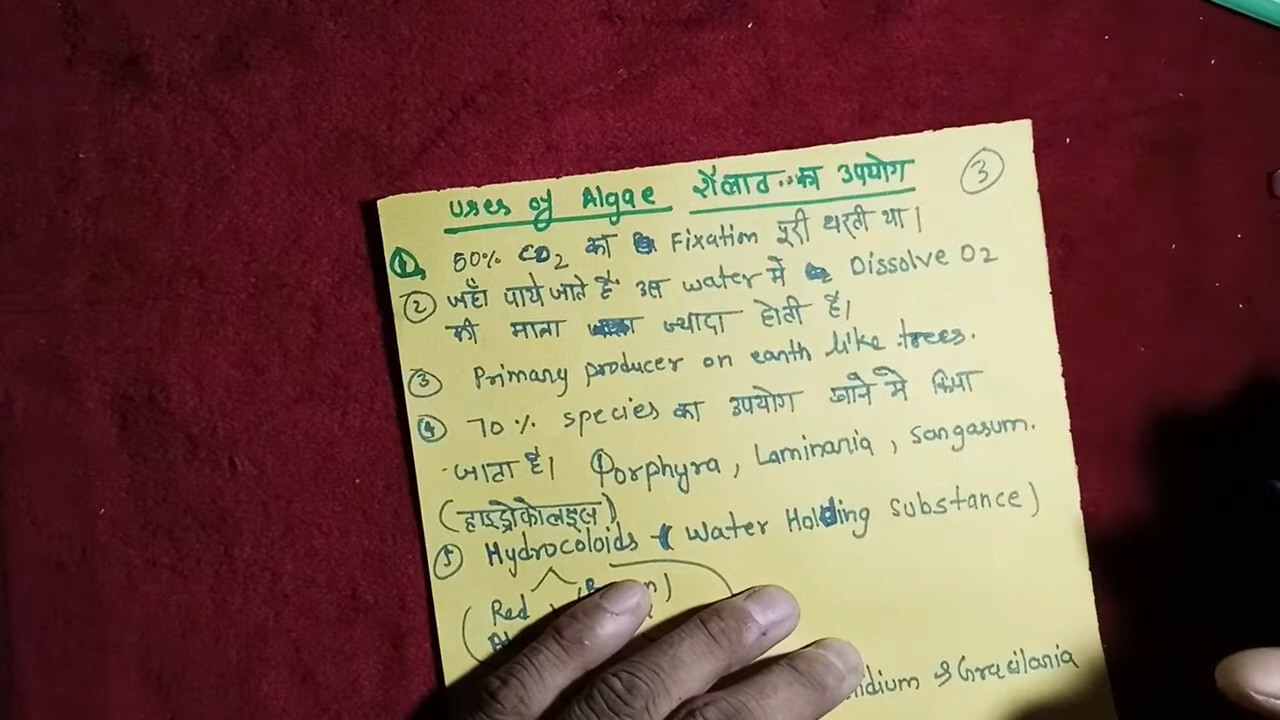 Uses of Algae शैलाठ का उपयोग ③
① 50% CO2 का Fixation पूरी धरती था।
② जहाँ पाये जाते है उस water में Dissolve O2
की मात्रा ज्यादा होती है।
③ Primary producer on earth like trees.
④ 70% species का उपयोग खाने मे किया
जाता है। Porphyra, Laminaria, Sargasum.
(हाइड्रोकोलइड्स)
⑤ Hydrocoloids - (Water Holding substance)
(Red
idium & Gracilaria